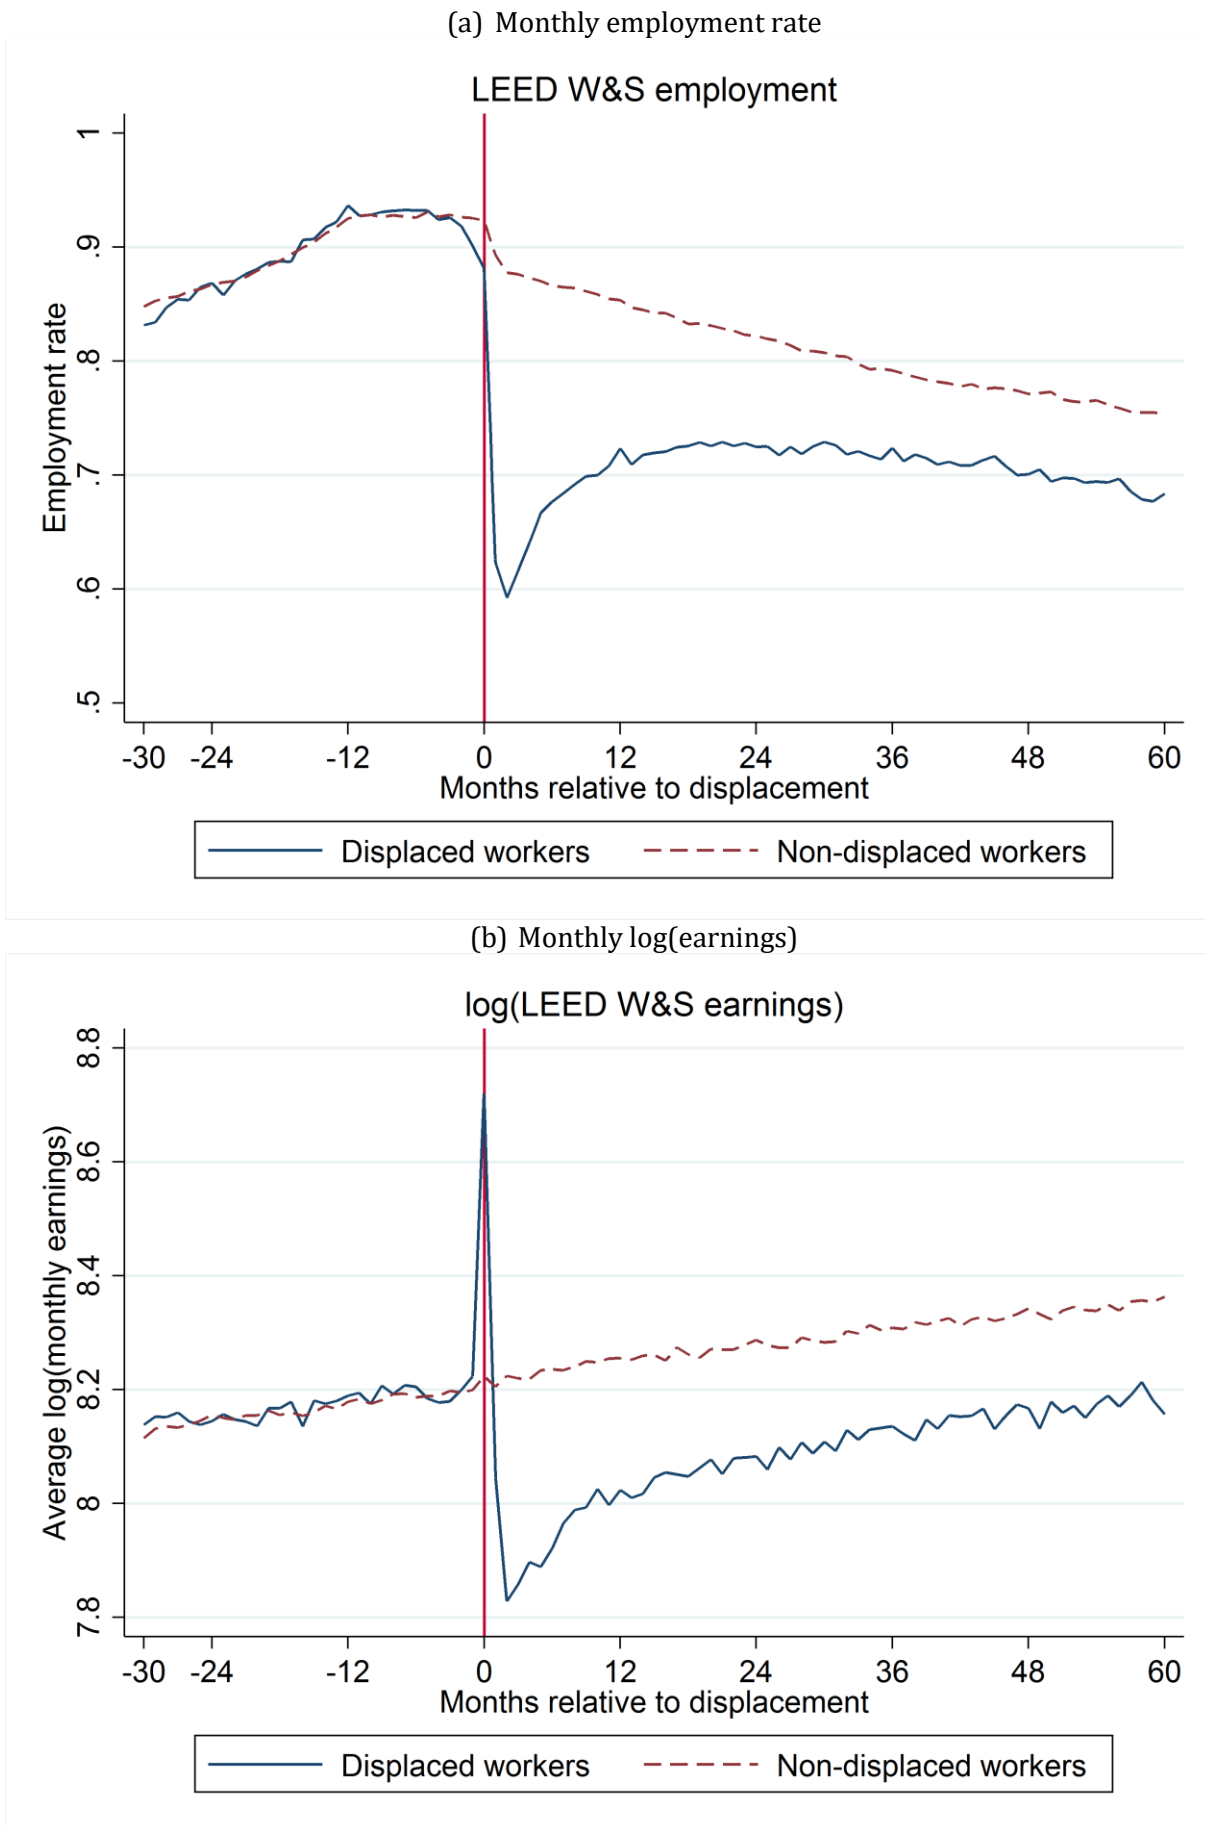 (a) Monthly employment rate
LEED W&S employment
Employment rate
1
.9
.8
.7
.6
.5
-30 -24 -12 0 12 24 36 48 60
Months relative to displacement
Displaced workers Non-displaced workers
(b) Monthly log(earnings)
log(LEED W&S earnings)
Average log(monthly earnings)
8.8
8.6
8.4
8.2
8
7.8
-30 -24 -12 0 12 24 36 48 60
Months relative to displacement
Displaced workers Non-displaced workers